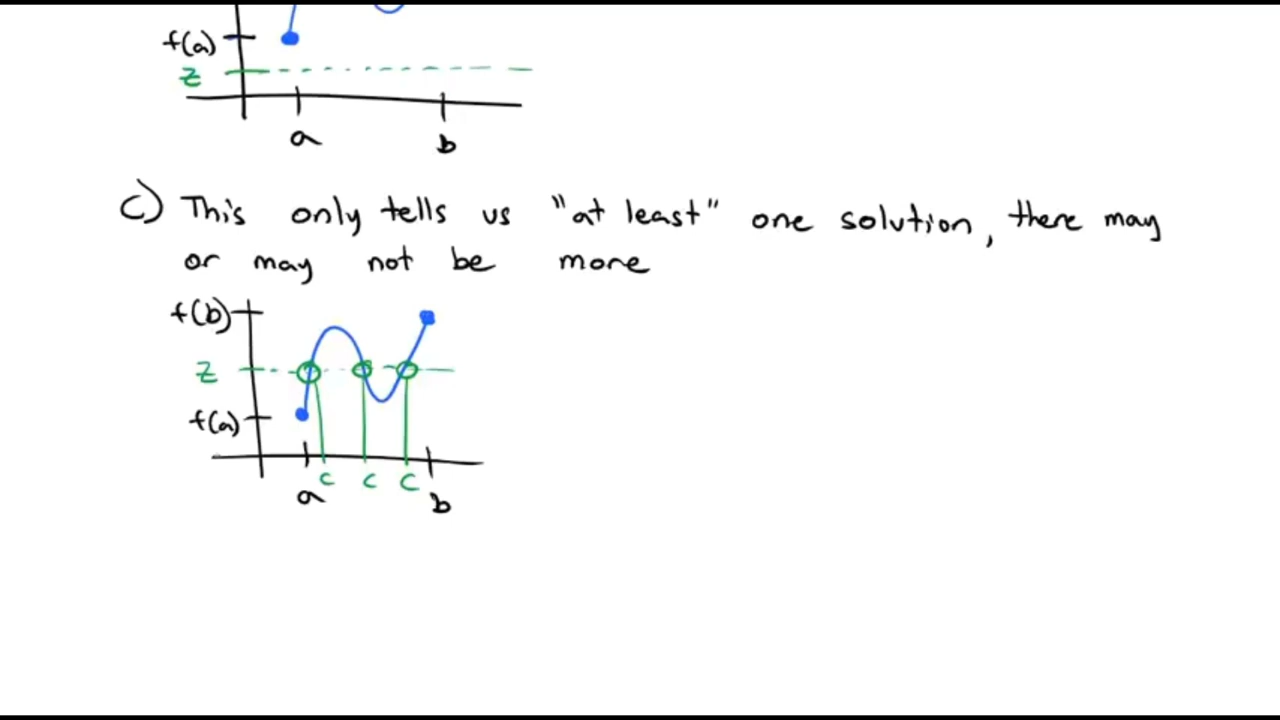 f(a)
z
a b
c) This only tells us "at least" one solution, there may
or may not be more
f(b)
z
f(a)
c c c
a b